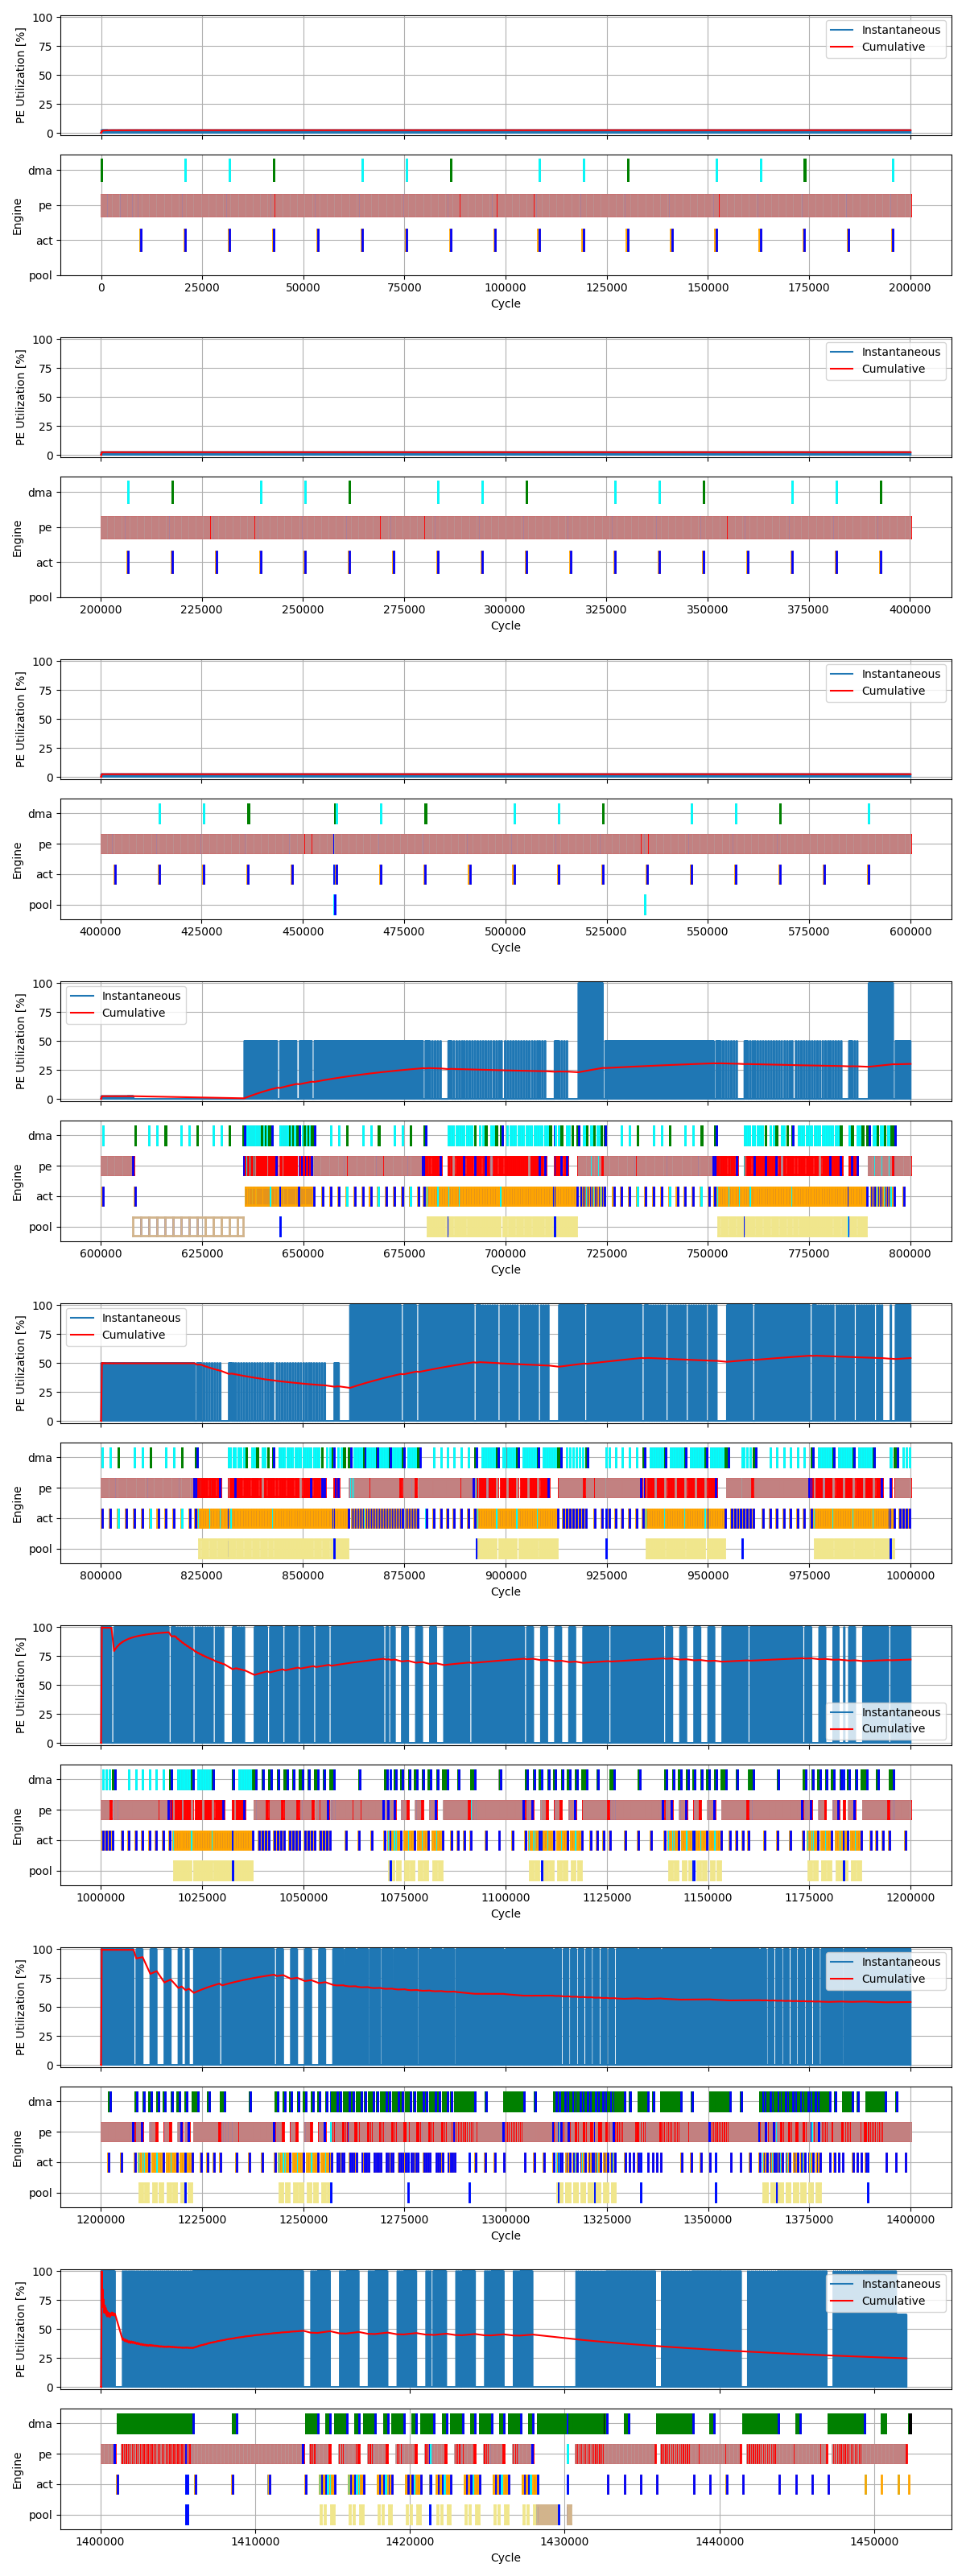 PE Utilization [%]
100
75
50
25
0
Instantaneous
Cumulative
Engine
dma
pe
act
pool
0 25000 50000 75000 100000 125000 150000 175000 200000
Cycle
PE Utilization [%]
100
75
50
25
0
Instantaneous
Cumulative
Engine
dma
pe
act
pool
200000 225000 250000 275000 300000 325000 350000 375000 400000
Cycle
PE Utilization [%]
100
75
50
25
0
Instantaneous
Cumulative
Engine
dma
pe
act
pool
400000 425000 450000 475000 500000 525000 550000 575000 600000
Cycle
PE Utilization [%]
100
75
50
25
0
Instantaneous
Cumulative
Engine
dma
pe
act
pool
600000 625000 650000 675000 700000 725000 750000 775000 800000
Cycle
PE Utilization [%]
100
75
50
25
0
Instantaneous
Cumulative
Engine
dma
pe
act
pool
800000 825000 850000 875000 900000 925000 950000 975000 1000000
Cycle
PE Utilization [%]
100
75
50
25
0
Instantaneous
Cumulative
Engine
dma
pe
act
pool
1000000 1025000 1050000 1075000 1100000 1125000 1150000 1175000 1200000
Cycle
PE Utilization [%]
100
75
50
25
0
Instantaneous
Cumulative
Engine
dma
pe
act
pool
1200000 1225000 1250000 1275000 1300000 1325000 1350000 1375000 1400000
Cycle
PE Utilization [%]
100
75
50
25
0
Instantaneous
Cumulative
Engine
dma
pe
act
pool
1400000 1410000 1420000 1430000 1440000 1450000
Cycle